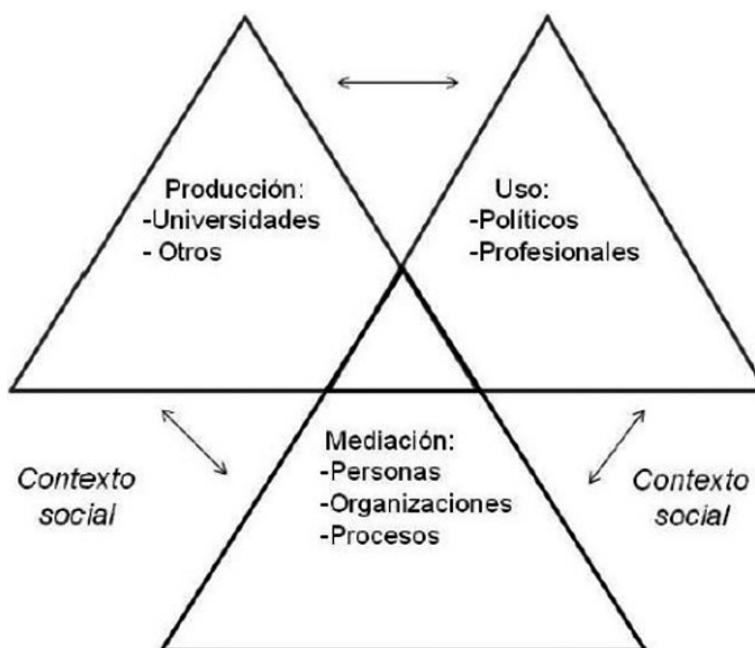 Producción:
-Universidades
- Otros
Uso:
-Políticos
-Profesionales
Mediación:
-Personas
-Organizaciones
-Procesos
Contexto
social
Contexto
social